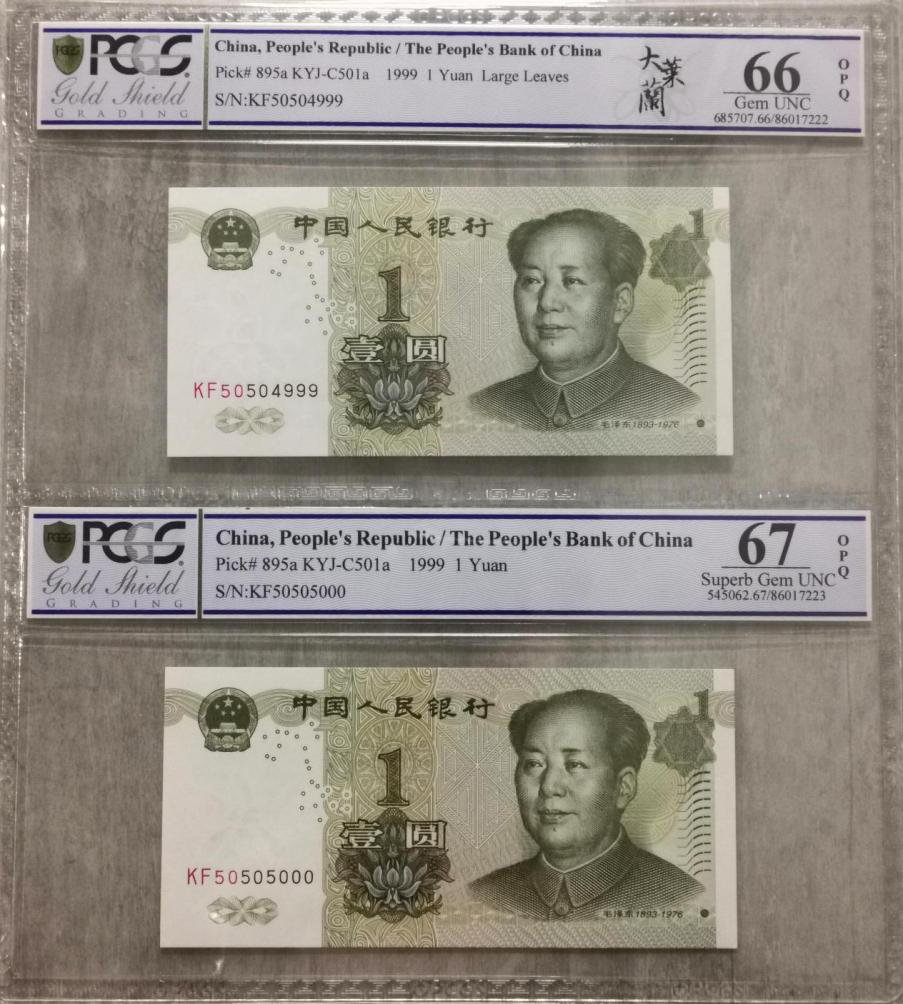 PCGS
Gold Shield
GRADING
China, People's Republic / The People's Bank of China
Pick# 895a KYJ-C501a 1999 1 Yuan Large Leaves
S/N:KF50504999
大葉蘭
66
Gem UNC
685707.66/86017222
OPQ
中国人民银行
1
1
壹圆
KF50504999
毛泽东1893-1976
PCGS
Gold Shield
GRADING
China, People's Republic / The People's Bank of China
Pick# 895a KYJ-C501a 1999 1 Yuan
S/N:KF50505000
67
Superb Gem UNC
545062.67/86017223
OPQ
中国人民银行
1
1
壹圆
KF50505000
毛泽东1893-1976